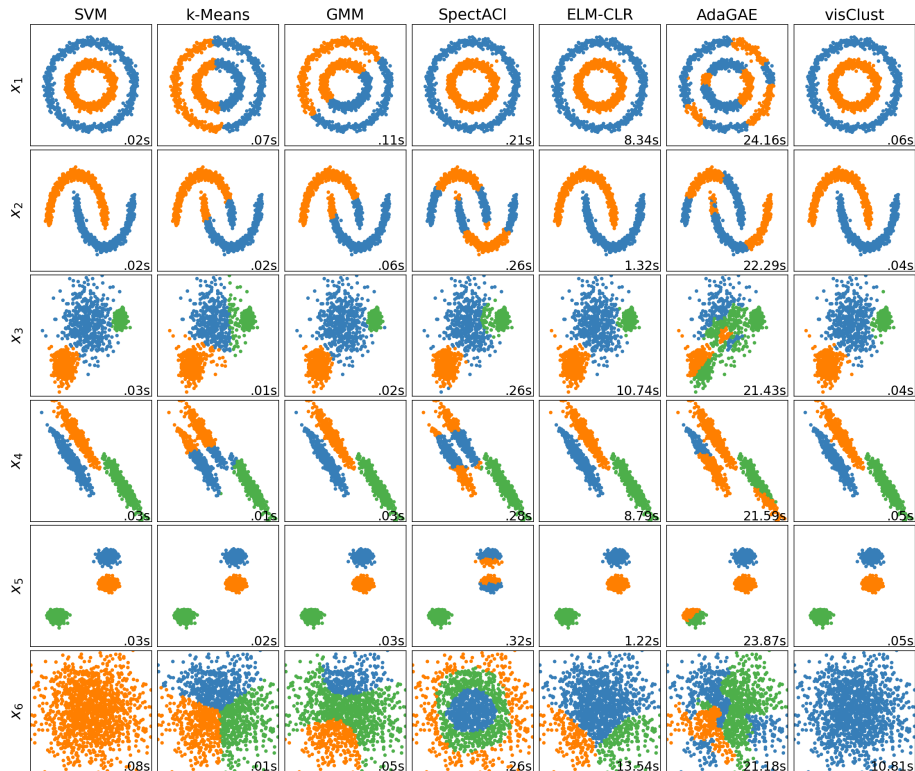 SVM k-Means GMM SpectACl ELM-CLR AdaGAE visClust
x1 .02s .07s .11s .21s 8.34s 24.16s .06s
x2 .02s .02s .06s .26s 1.32s 22.29s .04s
x3 .03s .01s .02s .26s 10.74s 21.43s .04s
x4 .03s .01s .03s .28s 8.79s 21.59s .05s
x5 .03s .02s .03s .32s 1.22s 23.87s .05s
x6 .08s .01s .05s .26s 13.54s 21.18s 10.81s